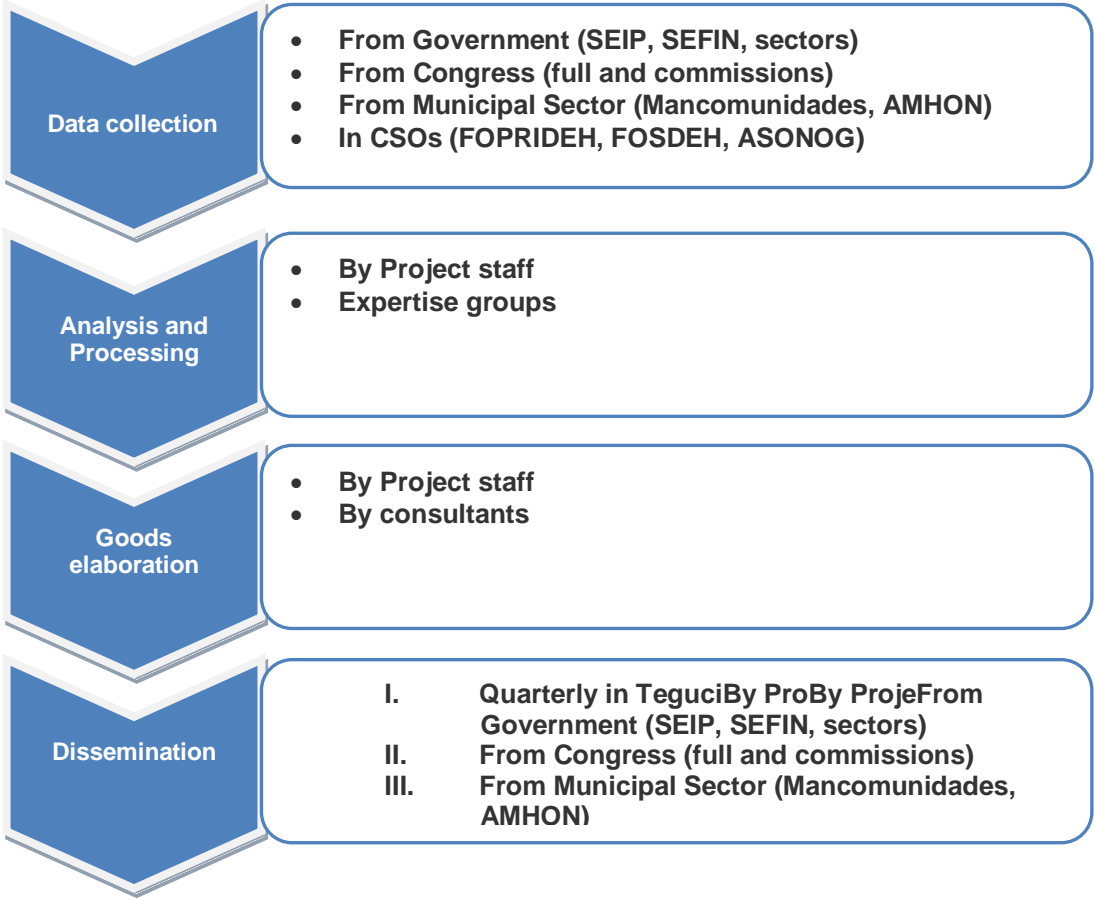 Data collection
• From Government (SEIP, SEFIN, sectors)
• From Congress (full and commissions)
• From Municipal Sector (Mancomunidades, AMHON)
• In CSOs (FOPRIDEH, FOSDEH, ASONOG)
Analysis and
Processing
• By Project staff
• Expertise groups
Goods
elaboration
• By Project staff
• By consultants
Dissemination
I. Quarterly in TeguciBy ProBy ProjeFrom
Government (SEIP, SEFIN, sectors)
II. From Congress (full and commissions)
III. From Municipal Sector (Mancomunidades,
AMHON)